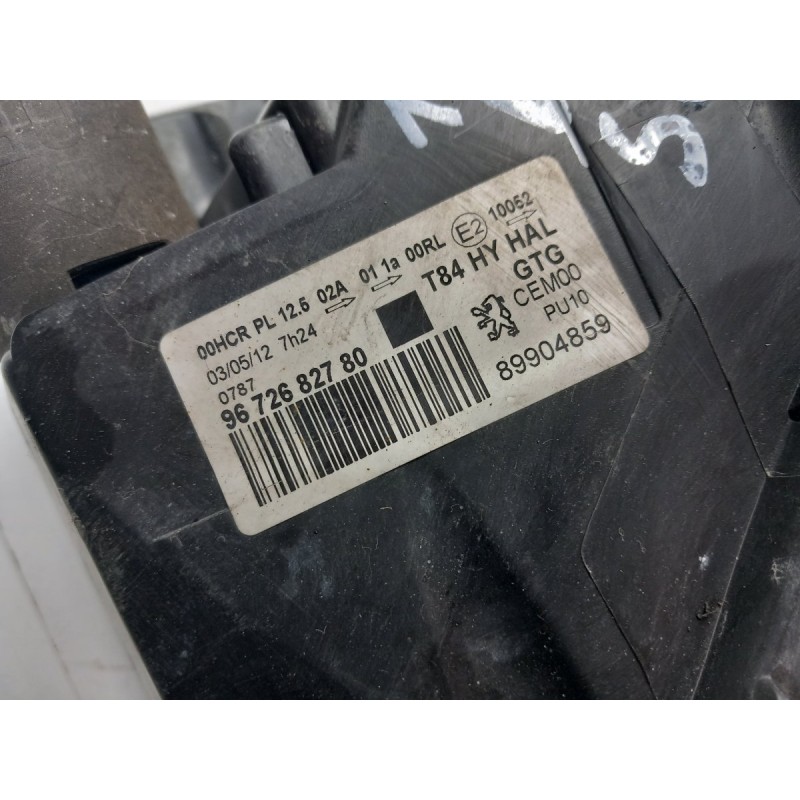 00HCR PL 12.5 02A 01 1a 00RL E2 10052
03/05/12 7h24 T84 HY HAL
0787 GTG
96 726 827 80 CEM00
PU10
89904859